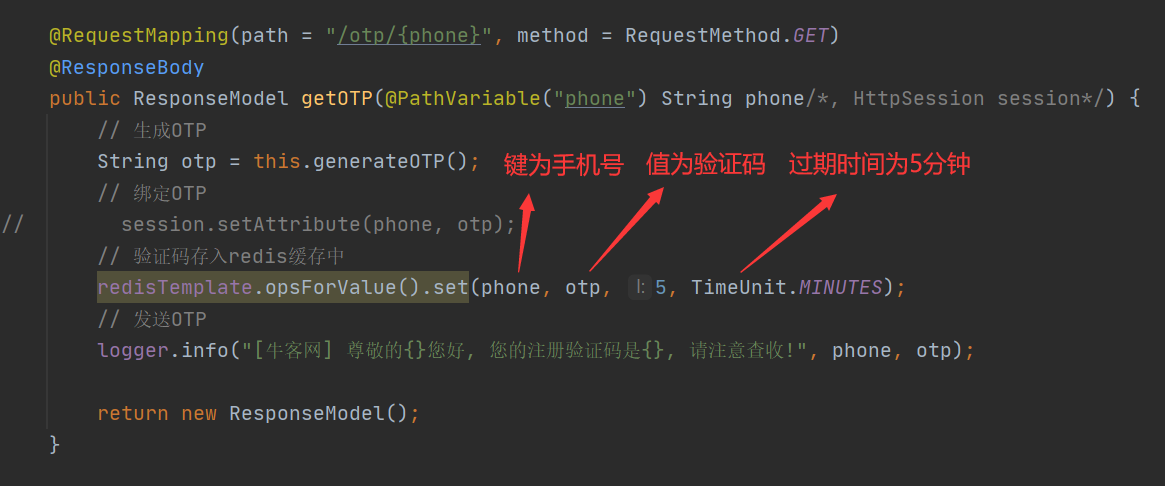 @RequestMapping(path = "/otp/{phone}", method = RequestMethod.GET)
@ResponseBody
public ResponseModel getOTP(@PathVariable("phone") String phone/*, HttpSession session*/) {
// 生成OTP
String otp = this.generateOTP(); 键为手机号 值为验证码 过期时间为5分钟
// 绑定OTP
// session.setAttribute(phone, otp);
// 验证码存入redis缓存中
redisTemplate.opsForValue().set(phone, otp, l: 5, TimeUnit.MINUTES);
// 发送OTP
logger.info("[牛客网] 尊敬的{}您好, 您的注册验证码是{}, 请注意查收!", phone, otp);
return new ResponseModel();
}